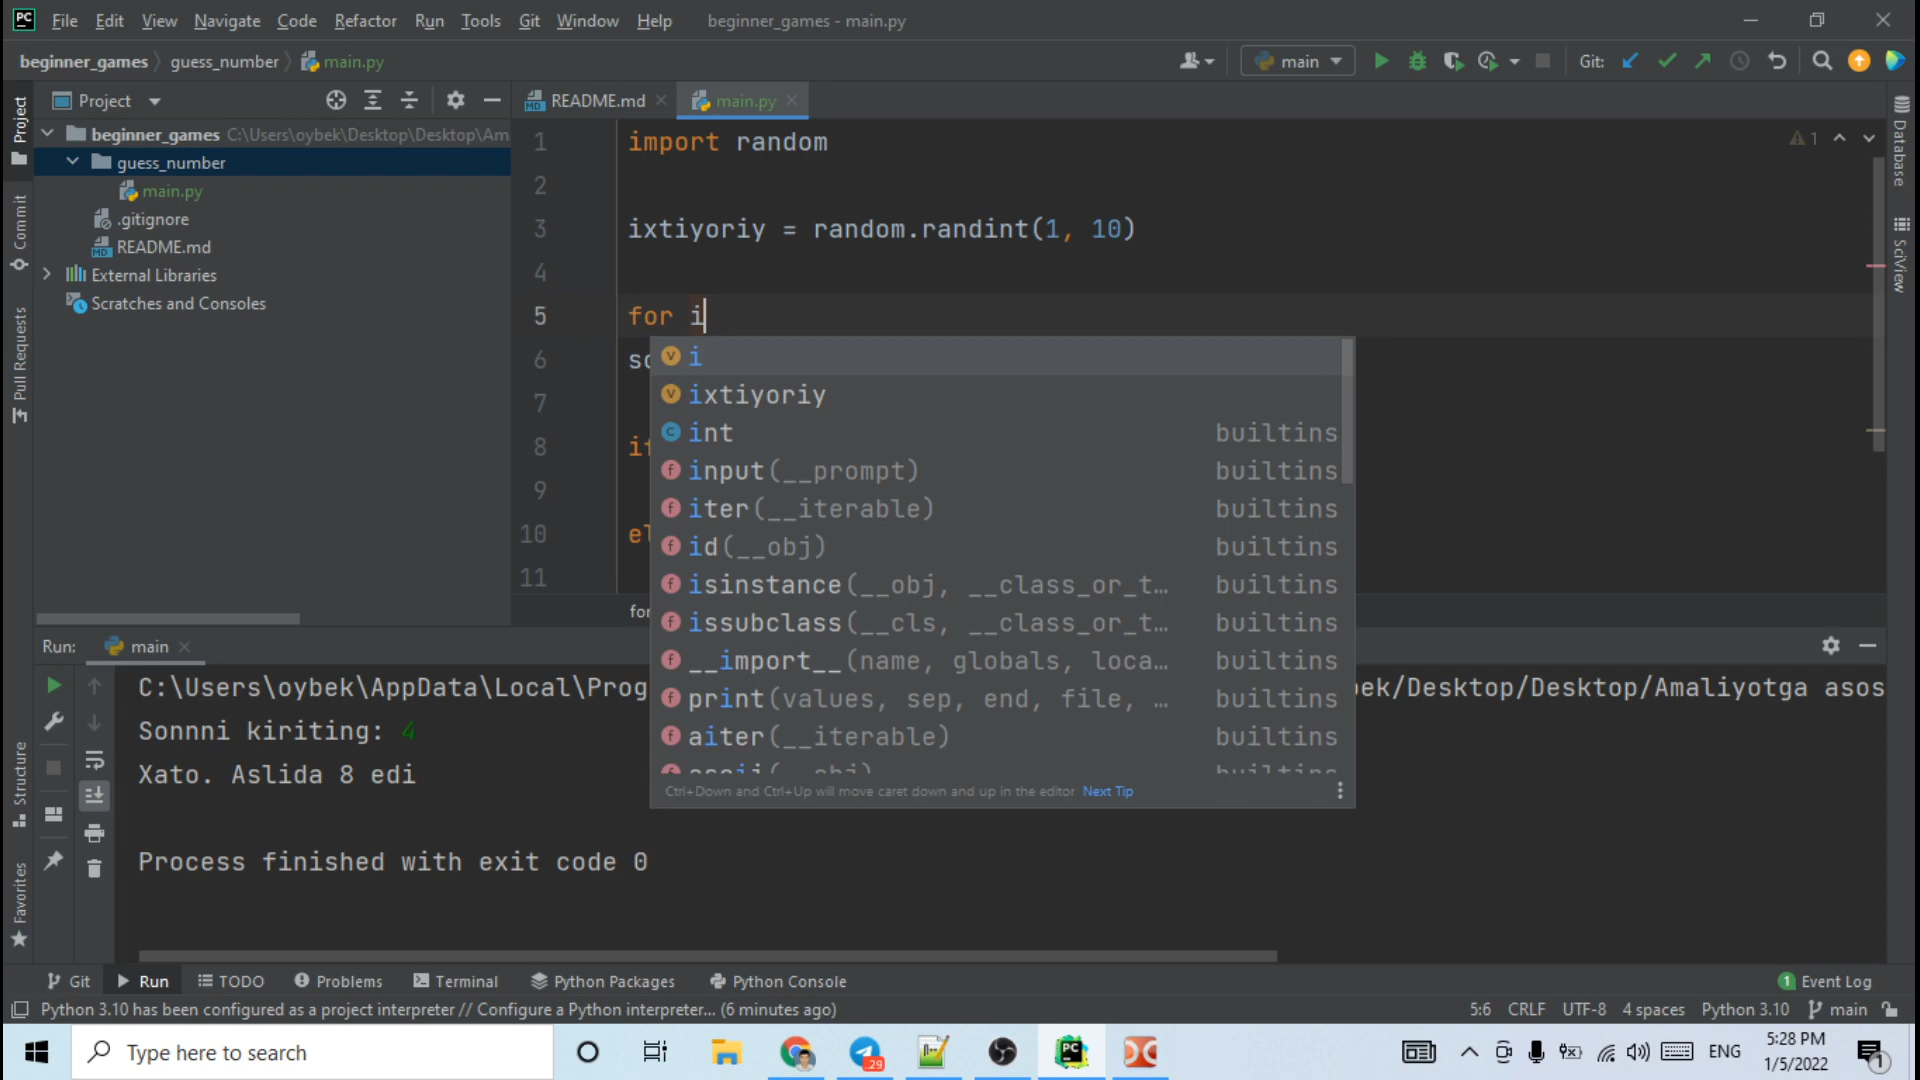 File Edit View Navigate Code Refactor Run Tools Git Window Help beginner_games - main.py
beginner_games guess_number main.py main Git:
Project README.md main.py
beginner_games C:\Users\oybek\Desktop\Desktop\Am
guess_number
main.py
.gitignore
README.md
External Libraries
Scratches and Consoles
Project
Commit
Pull Requests
Structure
Favorites
Database
SciView
1 import random
1
2
3 ixtiyoriy = random.randint(1, 10)
4
5 for i
6
7
8
9
10
11
for
i
ixtiyoriy
int builtins
input(__prompt) builtins
iter(__iterable) builtins
id(__obj) builtins
isinstance(__obj, __class_or_t… builtins
issubclass(__cls, __class_or_t… builtins
__import__(name, globals, loca… builtins
print(values, sep, end, file, … builtins
aiter(__iterable) builtins
ascii(__obj) builtins
Ctrl+Down and Ctrl+Up will move caret down and up in the editor Next Tip
Run: main
C:\Users\oybek\AppData\Local\Prog bek/Desktop/Desktop/Amaliyotga asos
Sonnni kiriting: 4
Xato. Aslida 8 edi
Process finished with exit code 0
Git Run TODO Problems Terminal Python Packages Python Console 1 Event Log
Python 3.10 has been configured as a project interpreter // Configure a Python interpreter... (6 minutes ago) 5:6 CRLF UTF-8 4 spaces Python 3.10 main
Type here to search 29 ENG 5:28 PM
1/5/2022 1